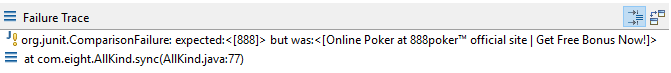 Failure Trace
org.junit.ComparisonFailure: expected:<[888]> but was:<[Online Poker at 888poker™ official site | Get Free Bonus Now!]>
at com.eight.AllKind.sync(AllKind.java:77)